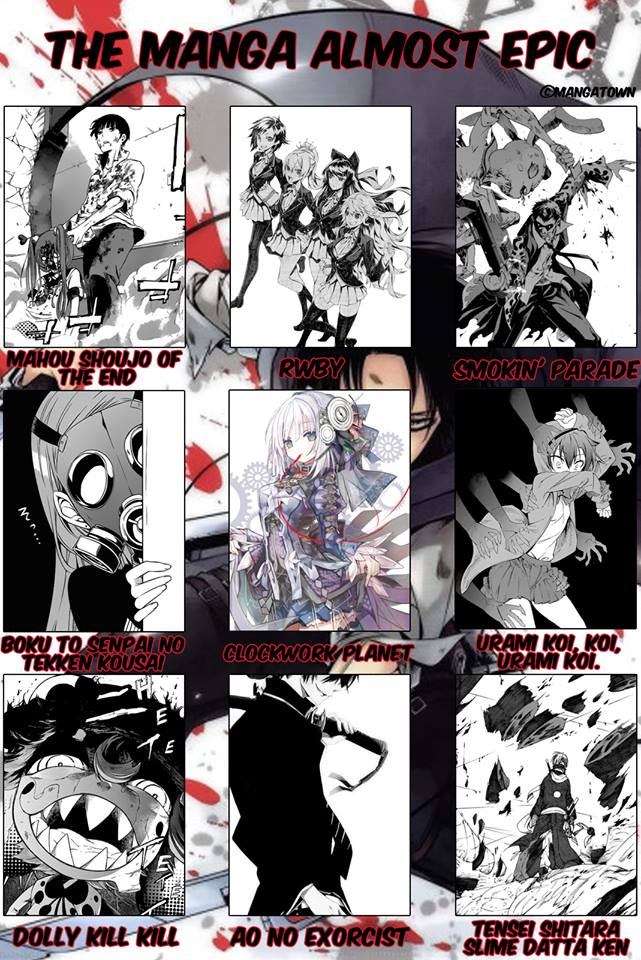 THE MANGA ALMOST EPIC
©MANGATOWN
MAHOU SHOUJO OF
THE END
RWBY
SMOKIN' PARADE
BOKU TO SENPAI NO
TEKKEN KOUSAI
CLOCKWORK PLANET
URAMI KOI, KOI,
URAMI KOI.
DOLLY KILL KILL
AO NO EXORCIST
TENSEI SHITARA
SLIME DATTA KEN